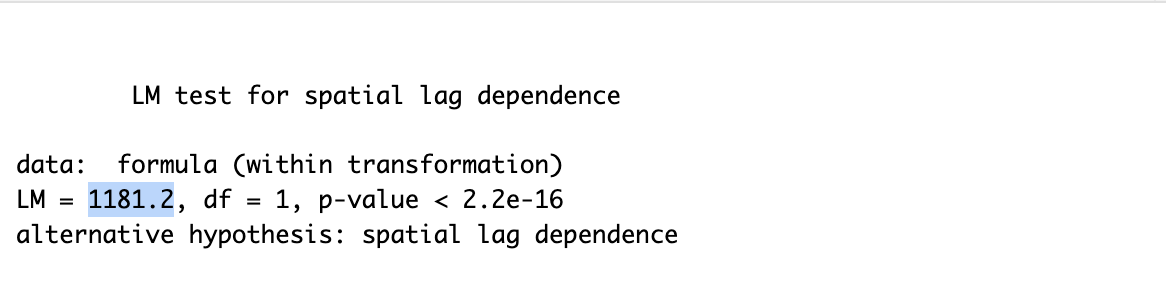 LM test for spatial lag dependence
data:  formula (within transformation)
LM = 1181.2, df = 1, p-value < 2.2e-16
alternative hypothesis: spatial lag dependence